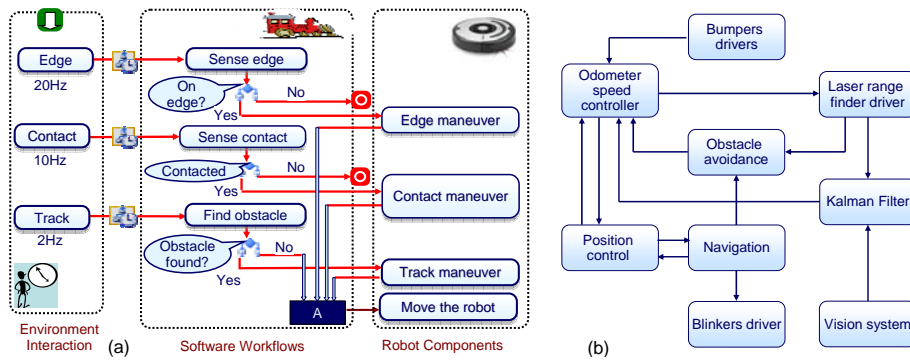 Edge
20Hz
Contact
10Hz
Track
2Hz
Environment
Interaction
(a)
Sense edge
On
edge?
No
Yes
Sense contact
Contacted
No
Yes
Find obstacle
Obstacle
found?
No
Yes
A
Software Workflows
Edge maneuver
Contact maneuver
Track maneuver
Move the robot
Robot Components
Bumpers
drivers
Odometer
speed
controller
Laser range
finder driver
Obstacle
avoidance
Kalman Filter
Position
control
Navigation
Blinkers driver
Vision system
(b)